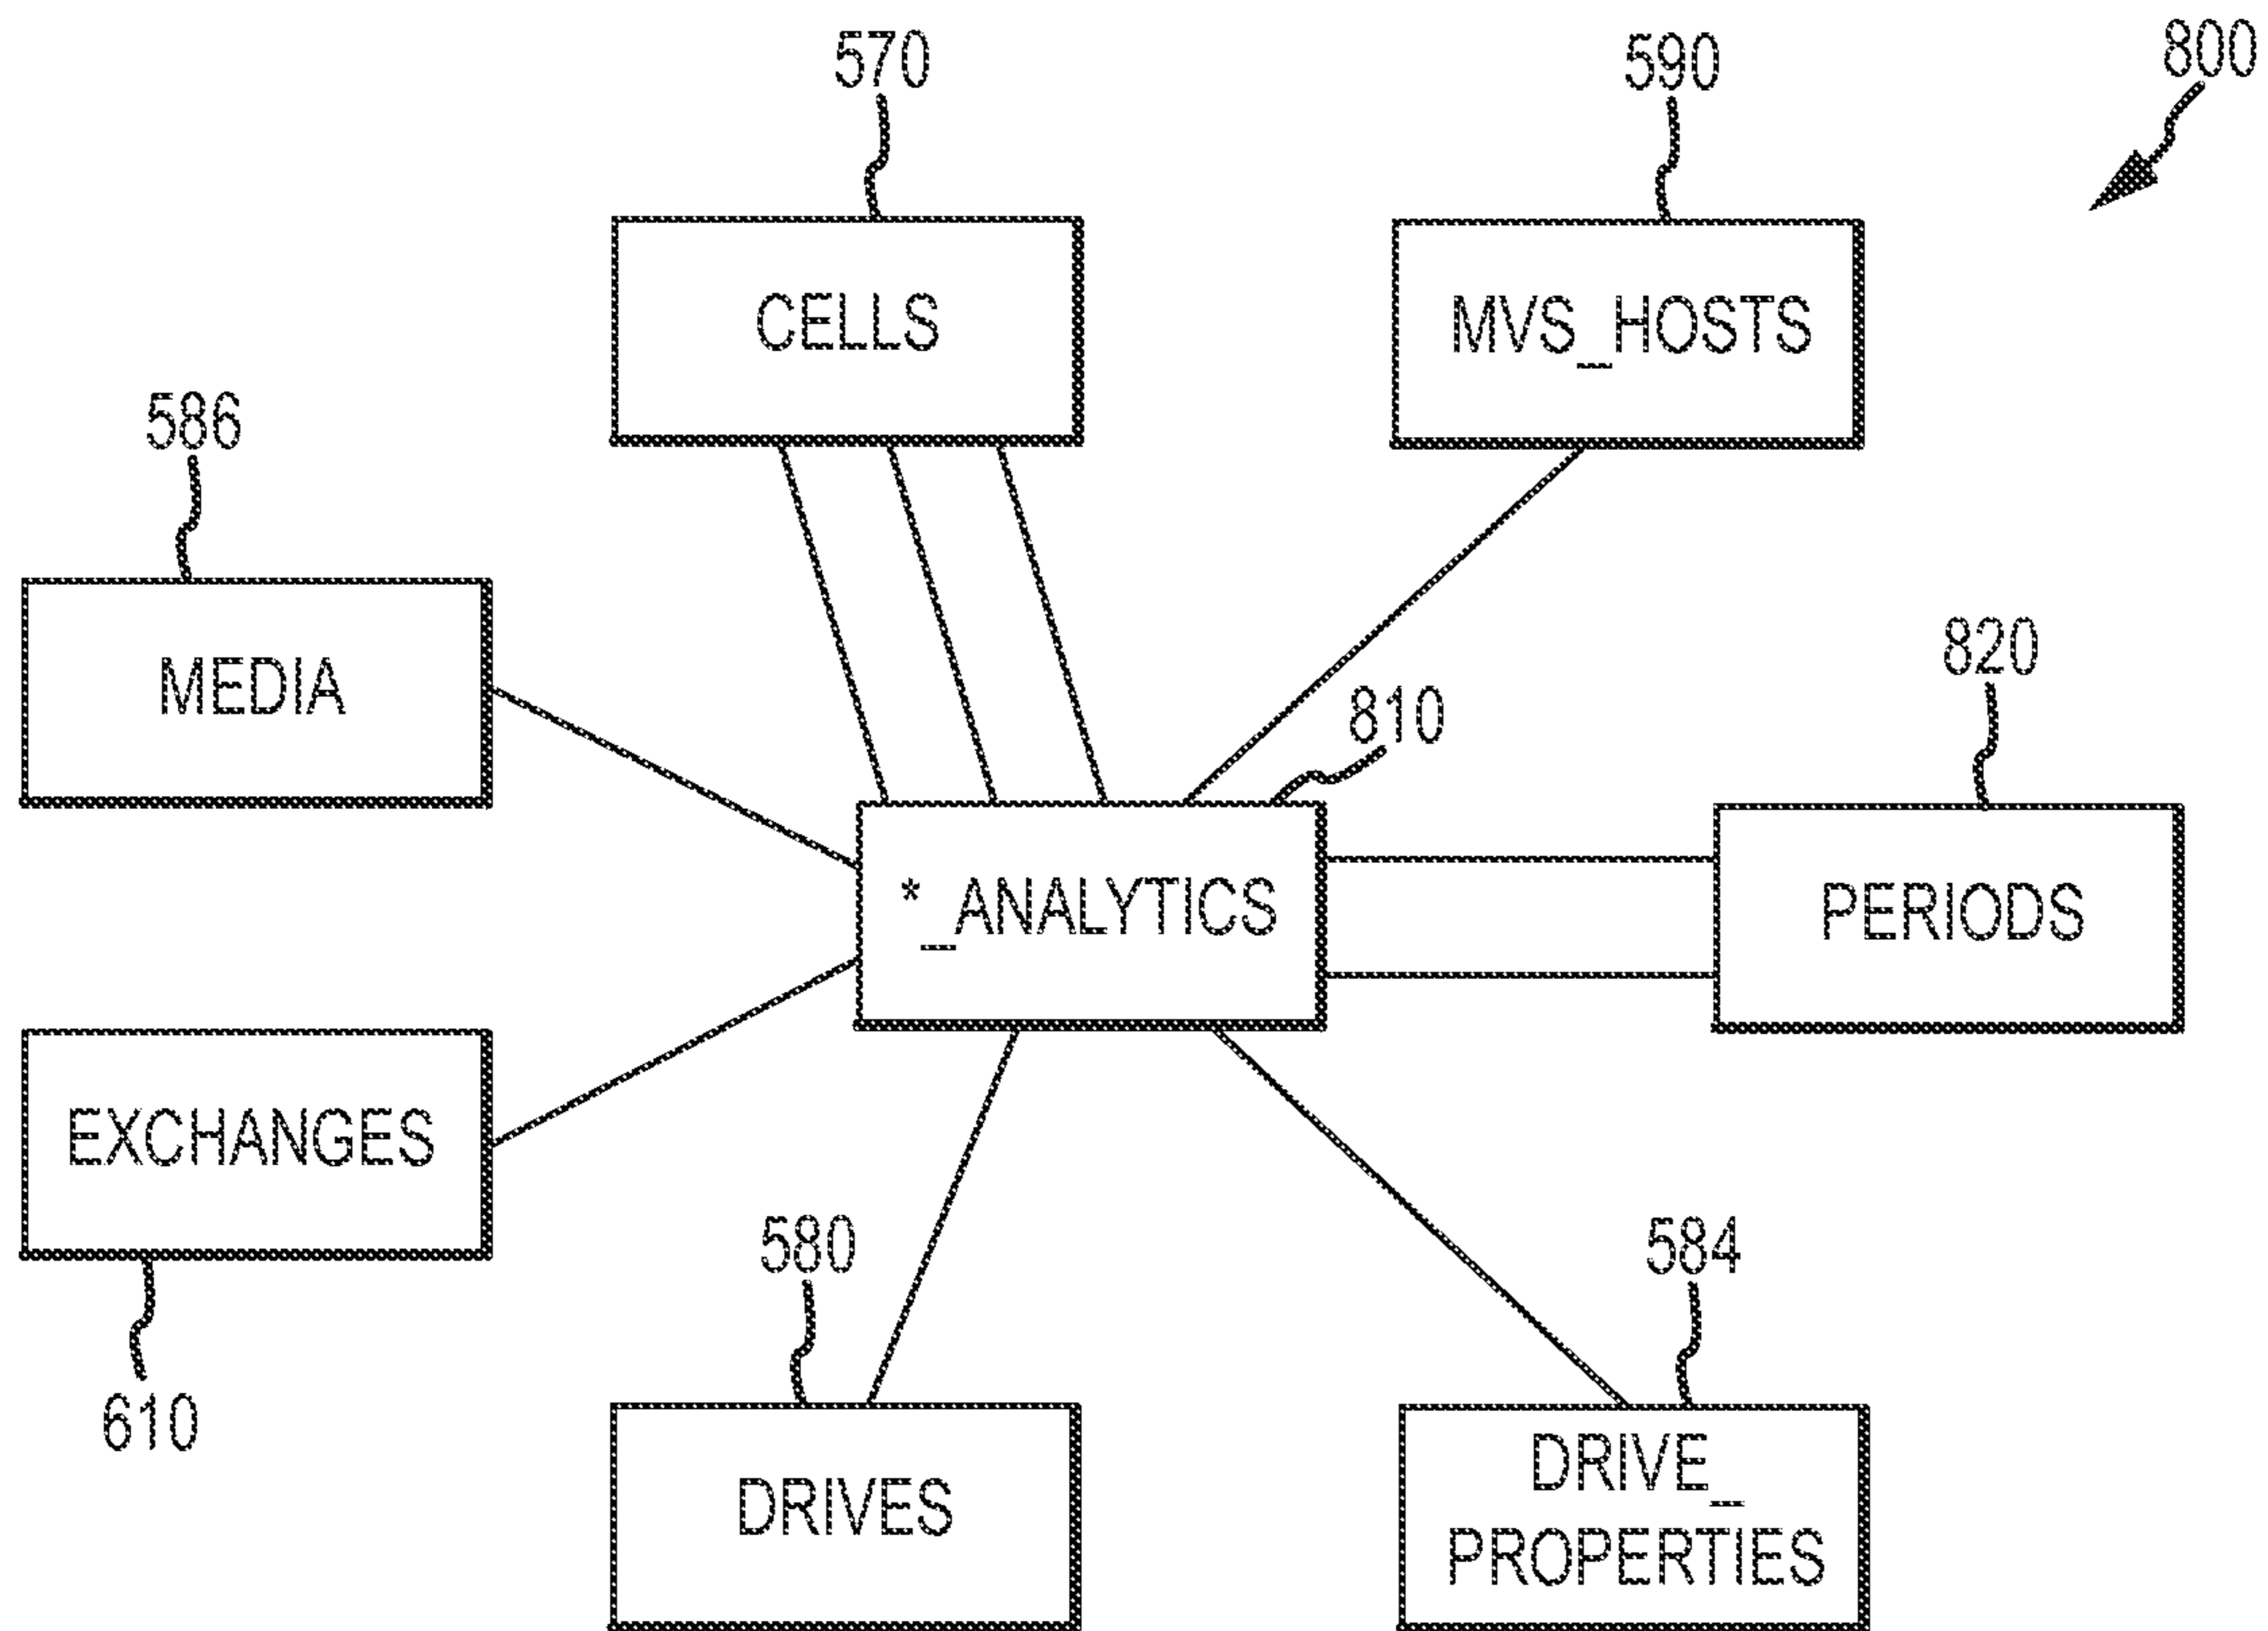 800
570
590
CELLS
MVS_HOSTS
586
MEDIA
820
810
*_ANALYTICS
PERIODS
EXCHANGES
610
580
584
DRIVES
DRIVE_
PROPERTIES